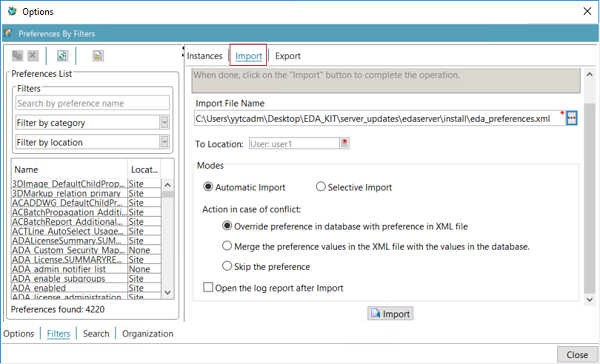 Options
Preferences By Filters
Preferences List
Filters
Search by preference name
Filter by category
Filter by location
Name Locat...
3DImage_DefaultChildProp... Site
3DMarkup_relation_primary Site
ACADDWG_DefaultChildPro... Site
ACBatchPropagation_Additi... Site
ACBatchReport_Additional... Site
ACTLine_AutoSelect_Usage... Site
ADALicenseSummary.SUM... Site
ADA_Custom_Security_Map... None
ADA_License.SUMMARYRE... Site
ADA_admin_notifier_list None
ADA_enable_subgroups Site
ADA_enabled Site
ADA_license_administration Site
Preferences found: 4220
Options Filters Search Organization
Instances Import Export
When done, click on the "Import" button to complete the operation.
Import File Name
C:\Users\yytcadm\Desktop\EDA_KIT\server_updates\edaserver\install\eda_preferences.xml * ...
To Location: User: user1
Modes
Automatic Import Selective Import
Action in case of conflict:
Override preference in database with preference in XML file
Merge the preference values in the XML file with the values in the database.
Skip the preference
Open the log report after Import
Import
Close